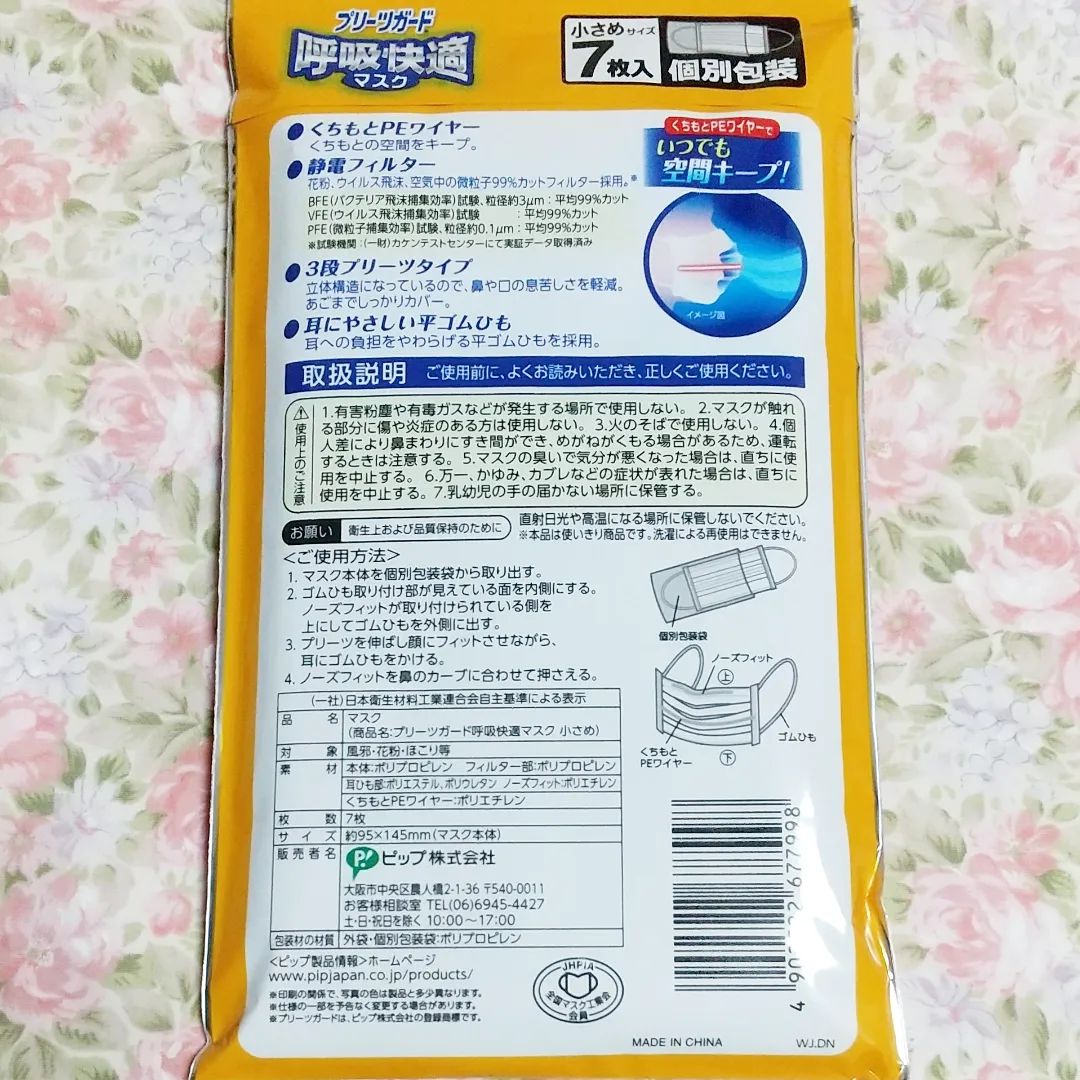 プリーツガード
呼吸快適
マスク
小さめサイズ
7枚入
個別包装
●くちもとPEワイヤー
くちもとの空間をキープ。
●静電フィルター
花粉、ウイルス飛沫、空気中の微粒子99%カットフィルター採用。※
BFE(バクテリア飛沫捕集効率)試験、粒径約3μm:平均99%カット
VFE(ウイルス飛沫捕集効率)試験 :平均99%カット
PFE(微粒子捕集効率)試験、粒径約0.1μm:平均99%カット
※試験機関:(一財)カケンテストセンターにて実証データ取得済み
●3段プリーツタイプ
立体構造になっているので、鼻や口の息苦しさを軽減。
あごまでしっかりカバー。
●耳にやさしい平ゴムひも
耳への負担をやわらげる平ゴムひもを採用。
くちもとPEワイヤーで
いつでも
空間キープ!
イメージ図
取扱説明 ご使用前に、よくお読みいただき、正しくご使用ください。
⚠使用上のご注意
1.有害粉塵や有毒ガスなどが発生する場所で使用しない。 2.マスクが触れ
る部分に傷や炎症のある方は使用しない。 3.火のそばで使用しない。 4.個
人差により鼻まわりにすき間ができ、めがねがくもる場合があるため、運転
するときは注意する。 5.マスクの臭いで気分が悪くなった場合は、直ちに使
用を中止する。 6.万一、かゆみ、カブレなどの症状が表れた場合は、直ちに
使用を中止する。 7.乳幼児の手の届かない場所に保管する。
お願い 衛生上および品質保持のために
直射日光や高温になる場所に保管しないでください。
※本品は使いきり商品です。洗濯による再使用はできません。
<ご使用方法>
1. マスク本体を個別包装袋から取り出す。
2. ゴムひも取り付け部が見えている面を内側にする。
ノーズフィットが取り付けられている側を
上にしてゴムひもを外側に出す。
3. プリーツを伸ばし顔にフィットさせながら、
耳にゴムひもをかける。
4. ノーズフィットを鼻のカーブに合わせて押さえる。
個別包装袋
ノーズフィット
上
ゴムひも
くちもと
PEワイヤー
下
(一社)日本衛生材料工業連合会自主基準による表示
品名 マスク
(商品名:プリーツガード呼吸快適マスク 小さめ)
対象 風邪・花粉・ほこり等
素材 本体:ポリプロピレン フィルター部:ポリプロピレン
耳ひも部:ポリエステル、ポリウレタン ノーズフィット:ポリエチレン
くちもとPEワイヤー:ポリエチレン
枚数 7枚
サイズ 約95×145mm(マスク本体)
販売者名 P! ピップ株式会社
大阪市中央区農人橋2-1-36 〒540-0011
お客様相談室 TEL(06)6945-4427
土・日・祝日を除く 10:00〜17:00
包装材の材質 外袋・個別包装袋:ポリプロピレン
<ピップ製品情報>ホームページ
www.pipjapan.co.jp/products/
※印刷の関係で、写真の色は製品と多少異なります。
※仕様の一部を予告なく変更する場合があります。
※プリーツガードは、ピップ株式会社の登録商標です。
JHPIA
全国マスク工業会
会員
MADE IN CHINA
WJ.DN